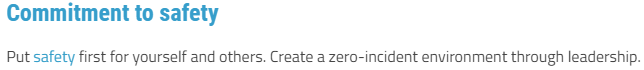 Commitment to safety
Put safety first for yourself and others. Create a zero-incident environment through leadership.